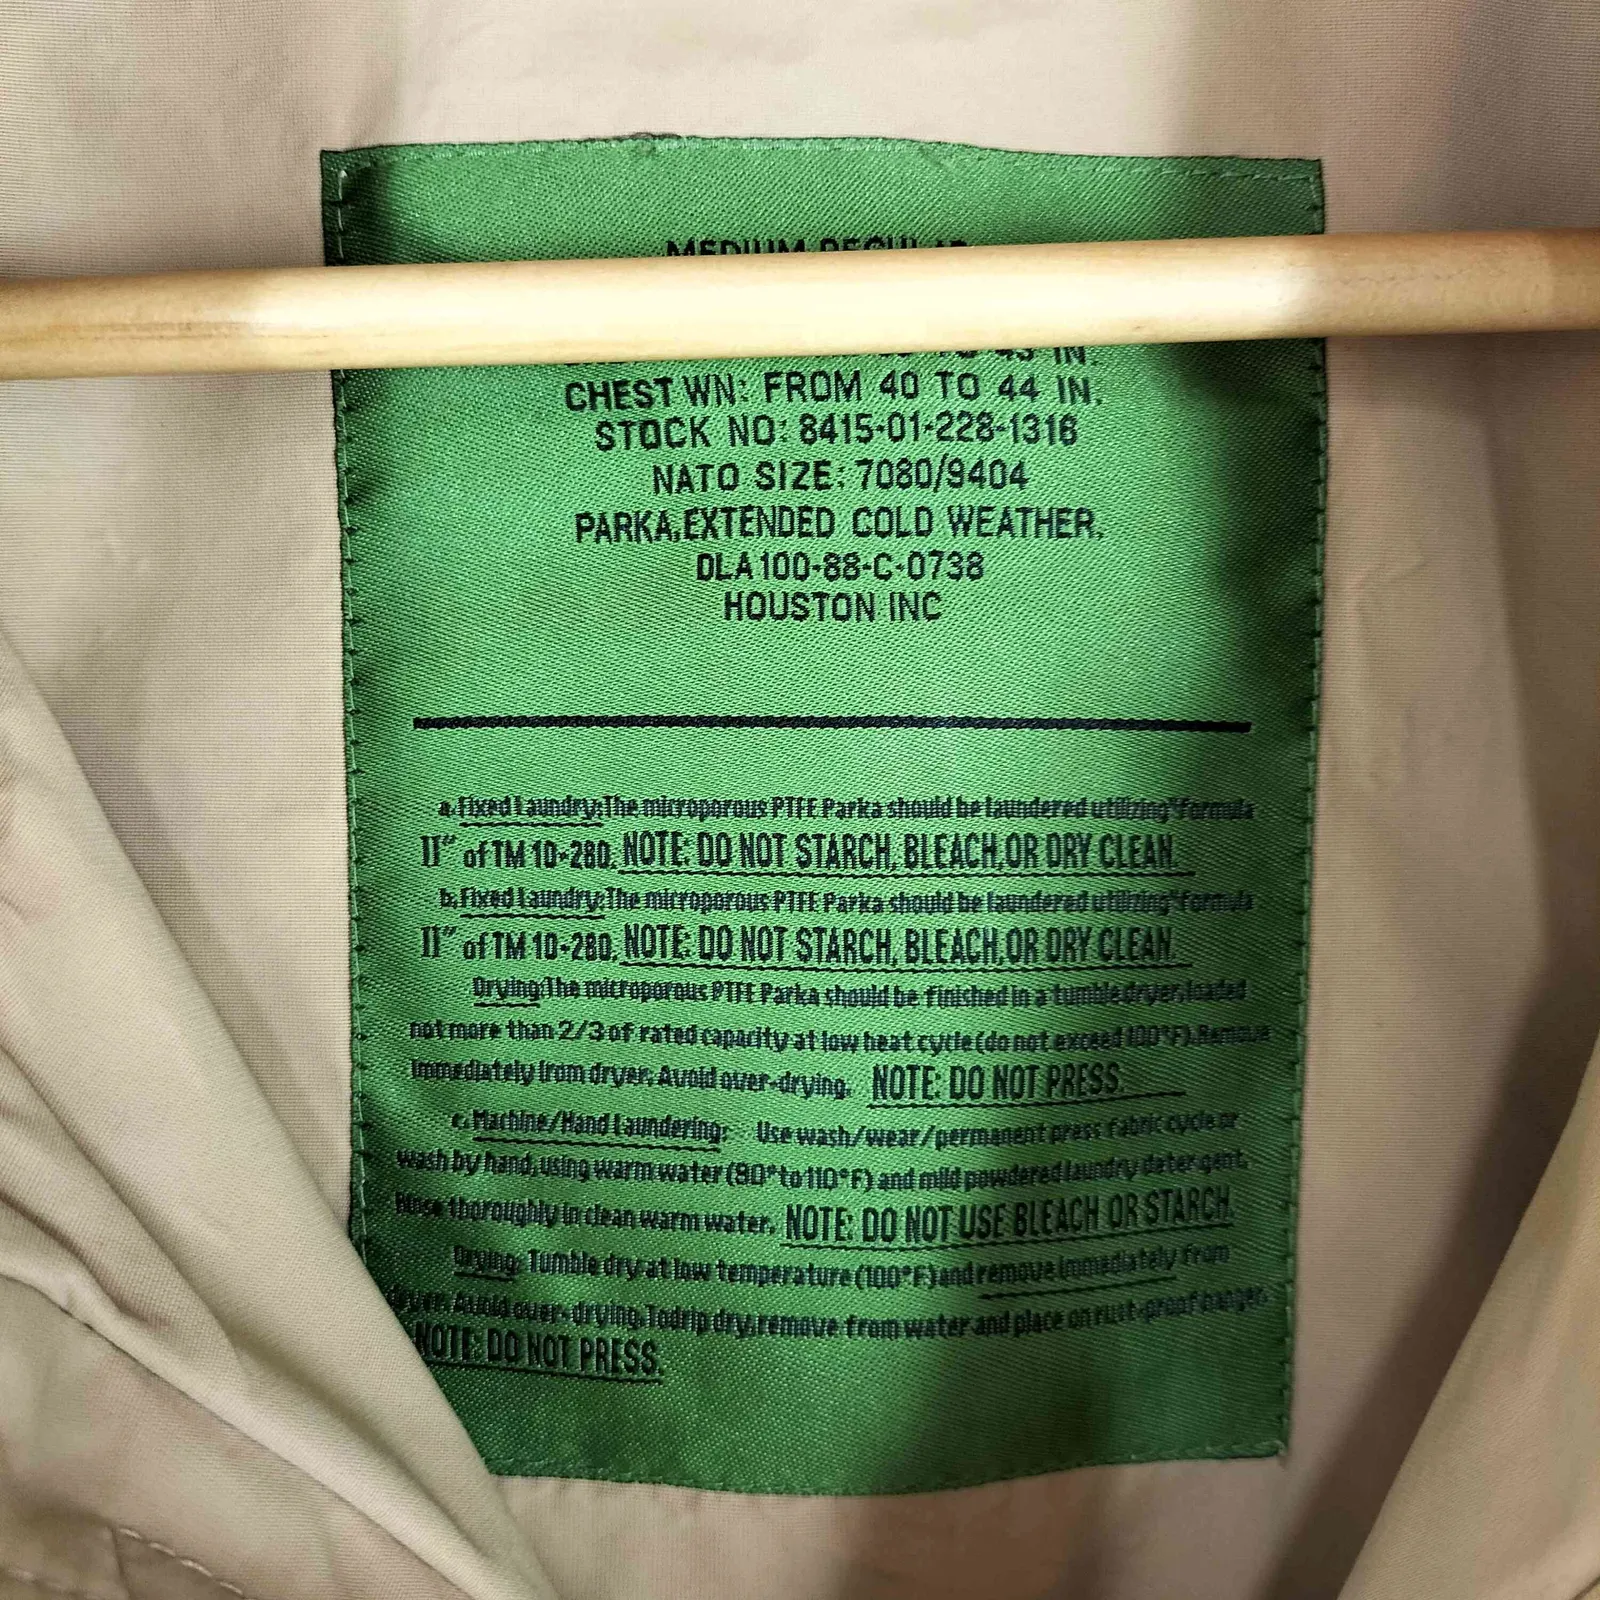 MEDIUM REGULAR
TO 43 IN.
CHEST WN: FROM 40 TO 44 IN.
STOCK NO: 8415-01-228-1316
NATO SIZE: 7080/9404
PARKA,EXTENDED COLD WEATHER.
DLA100-88-C-0738
HOUSTON INC
a.Fixed Laundry:The microporous PTFE Parka should be laundered utilizing"formula
II" of TM 10-280. NOTE: DO NOT STARCH, BLEACH,OR DRY CLEAN.
b.Fixed Laundry:The microporous PTFE Parka should be laundered utilizing"formula
II" of TM 10-280. NOTE: DO NOT STARCH, BLEACH,OR DRY CLEAN.
Drying:The microporous PTFE Parka should be finished in a tumble dryer,loaded
not more than 2/3 of rated capacity at low heat cycle (do not exceed 100°F).Remove
immediately from dryer. Avoid over-drying. NOTE: DO NOT PRESS.
c. Machine/Hand Laundering: Use wash/wear/permanent press fabric cycle or
wash by hand,using warm water (90° to 110°F) and mild powdered laundry detergent.
Rinse thoroughly in clean warm water. NOTE: DO NOT USE BLEACH OR STARCH.
Drying: Tumble dry at low temperature (100°F)and remove immediately from
dryer. Avoid over-drying.To drip dry,remove from water and place on rust-proof hanger.
NOTE: DO NOT PRESS.